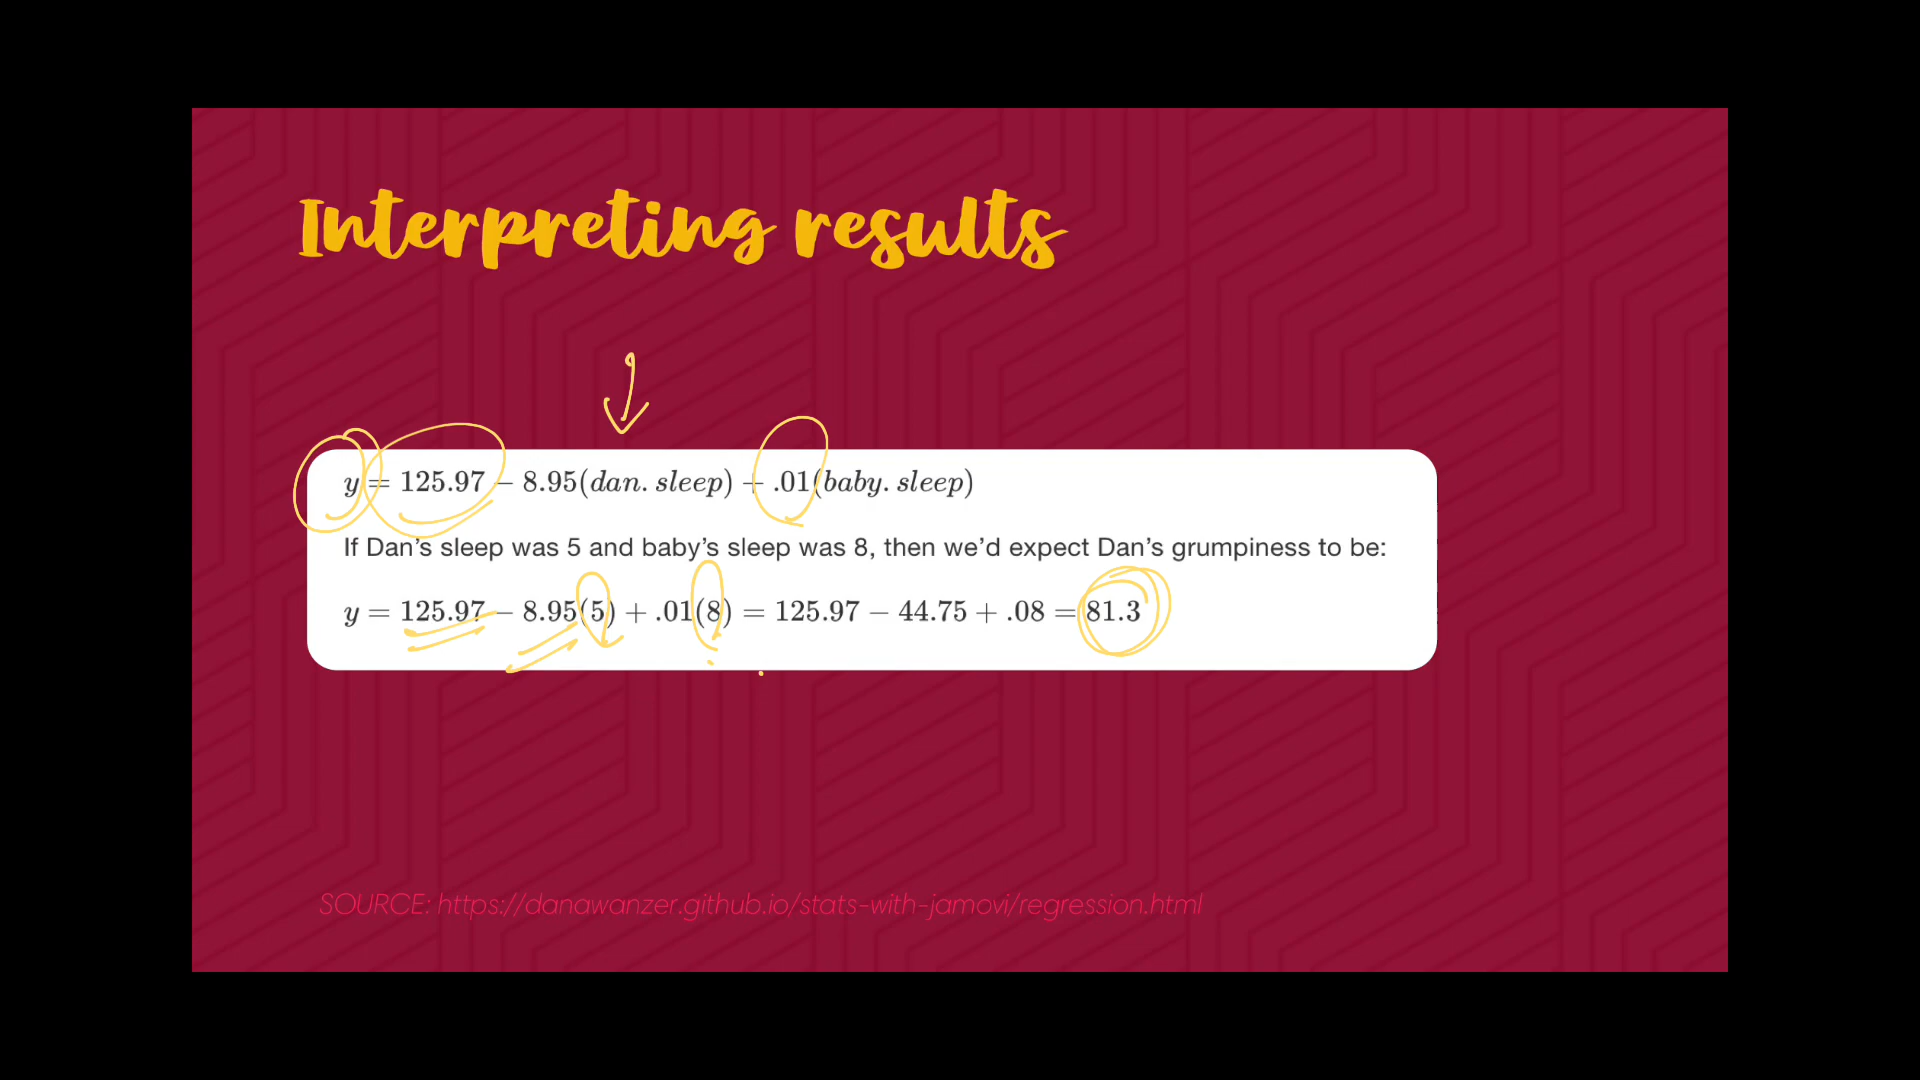 Interpreting results
y = 125.97 − 8.95(dan. sleep) + .01(baby. sleep)
If Dan’s sleep was 5 and baby’s sleep was 8, then we’d expect Dan’s grumpiness to be:
y = 125.97 − 8.95(5) + .01(8) = 125.97 − 44.75 + .08 = 81.3
SOURCE: https://danawanzer.github.io/stats-with-jamovi/regression.html